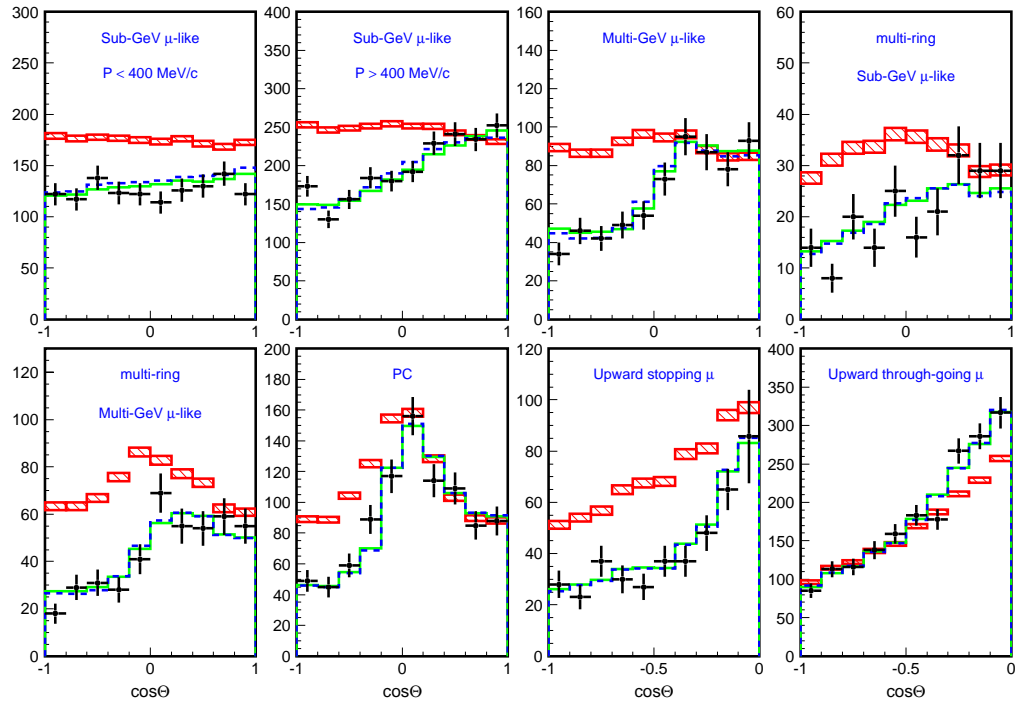 Sub-GeV μ-like
P < 400 MeV/c
300
250
200
150
100
50
0
-1 0 1
Sub-GeV μ-like
P > 400 MeV/c
400
350
300
250
200
150
100
50
0
-1 0 1
Multi-GeV μ-like
160
140
120
100
80
60
40
20
0
-1 0 1
multi-ring
Sub-GeV μ-like
60
50
40
30
20
10
0
-1 0 1
multi-ring
Multi-GeV μ-like
120
100
80
60
40
20
0
-1 0 1
cosΘ
PC
200
180
160
140
120
100
80
60
40
20
0
-1 0 1
cosΘ
Upward stopping μ
120
100
80
60
40
20
0
-1 -0.5 0
cosΘ
Upward through-going μ
400
350
300
250
200
150
100
50
0
-1 -0.5 0
cosΘ